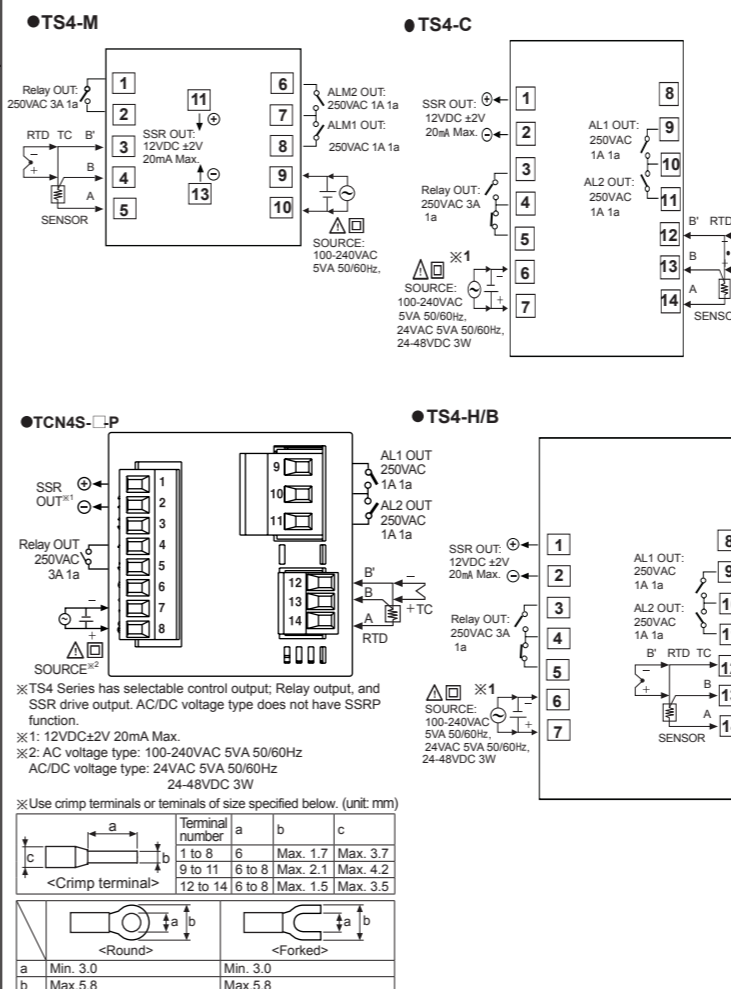 ●TS4-M
Relay OUT:
250VAC 3A 1a
1
2
RTD TC B'
3
B
4
A
5
SENSOR
11
⊕
SSR OUT:
12VDC ±2V
20mA Max.
⊖
13
6
7
8
9
10
ALM2 OUT:
250VAC 1A 1a
ALM1 OUT:
250VAC 1A 1a
SOURCE:
100-240VAC
5VA 50/60Hz,
●TS4-C
SSR OUT:
12VDC ±2V
20mA Max.
1
2
Relay OUT:
250VAC 3A
1a
3
4
5
※1
SOURCE:
100-240VAC
5VA 50/60Hz,
24VAC 5VA 50/60Hz,
24-48VDC 3W
6
7
8
AL1 OUT:
250VAC
1A 1a
9
10
AL2 OUT:
250VAC
1A 1a
11
12
13
14
B' RTD
B
A
●TCN4S-□-P
SSR
OUT※1
Relay OUT
250VAC
3A 1a
SOURCE※2
1
2
3
4
5
6
7
8
9
10
11
12
13
14
AL1 OUT
250VAC
1A 1a
AL2 OUT
250VAC
1A 1a
B'
B
A
+TC
RTD
●TS4-H/B
SSR OUT:
12VDC ±2V
20mA Max.
1
2
Relay OUT:
250VAC 3A
1a
3
4
5
※1
SOURCE:
100-240VAC
5VA 50/60Hz,
24VAC 5VA 50/60Hz,
24-48VDC 3W
6
7
8
AL1 OUT:
250VAC
1A 1a
9
AL2 OUT:
250VAC
1A 1a
B' RTD TC
B
A
SENSOR
※TS4 Series has selectable control output; Relay output, and
SSR drive output. AC/DC voltage type does not have SSRP
function.
※1: 12VDC±2V 20mA Max.
※2: AC voltage type: 100-240VAC 5VA 50/60Hz
AC/DC voltage type: 24VAC 5VA 50/60Hz
24-48VDC 3W
※Use crimp terminals or teminals of size specified below. (unit: mm)
a
c
b
<Crimp terminal>
Terminal number a b c
1 to 8 6 Max. 1.7 Max. 3.7
9 to 11 6 to 8 Max. 2.1 Max. 4.2
12 to 14 6 to 8 Max. 1.5 Max. 3.5
a b
<Round>
a b
<Forked>
a Min. 3.0 Min. 3.0
b Max.5.8 Max.5.8